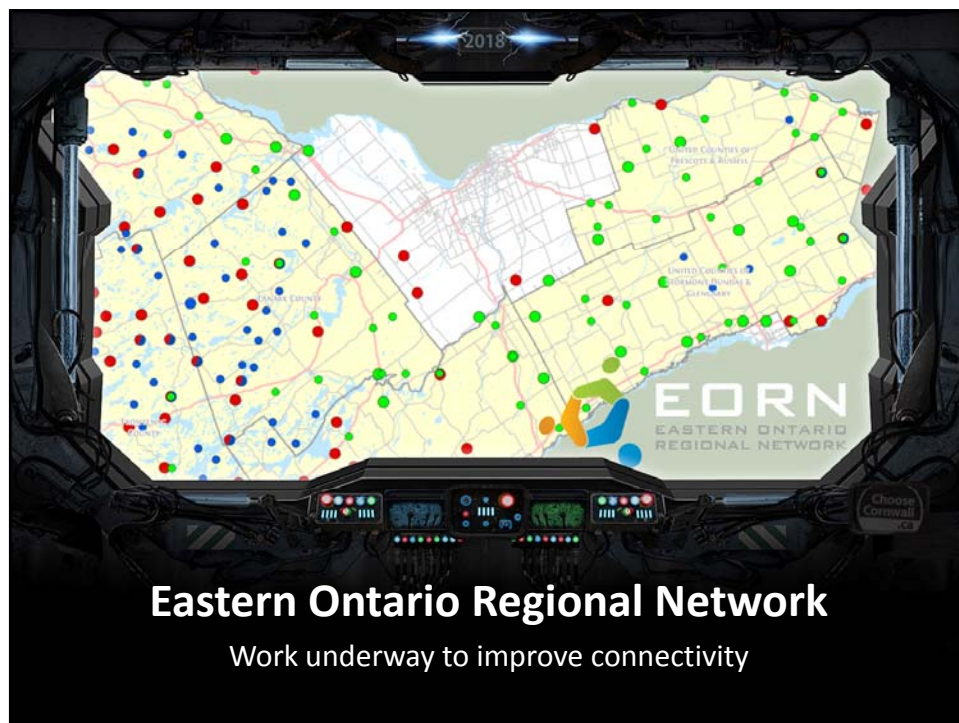 2018
UNITED COUNTIES OF
PRESCOTT & RUSSELL
UNITED COUNTIES OF
STORMONT DUNDAS &
GLENGARRY
LANARK COUNTY
COUNTY
EORN
EASTERN ONTARIO
REGIONAL NETWORK
Choose
Cornwall
.ca
Eastern Ontario Regional Network
Work underway to improve connectivity